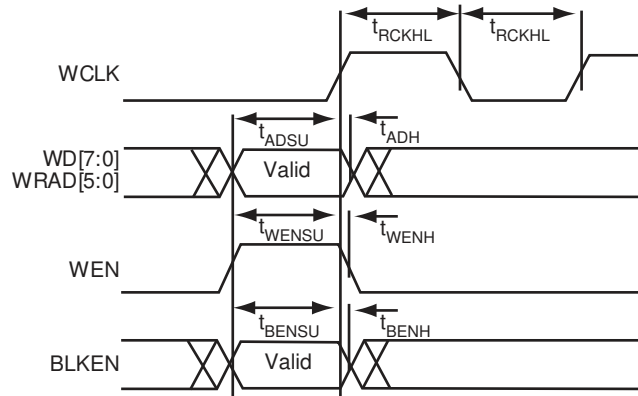 tRCKHL tRCKHL
WCLK
tADSU tADH
WD[7:0]
WRAD[5:0]
Valid
tWENSU tWENH
WEN
tBENSU tBENH
BLKEN
Valid